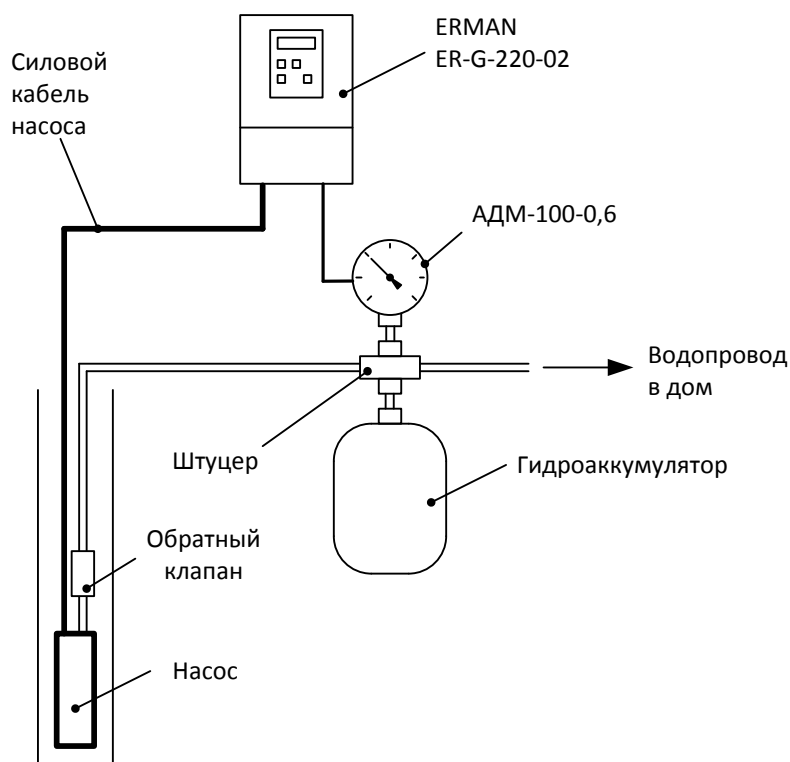 ERMAN
ER-G-220-02
Силовой
кабель
насоса
АДМ-100-0,6
Водопровод
в дом
Штуцер
Гидроаккумулятор
Обратный
клапан
Насос